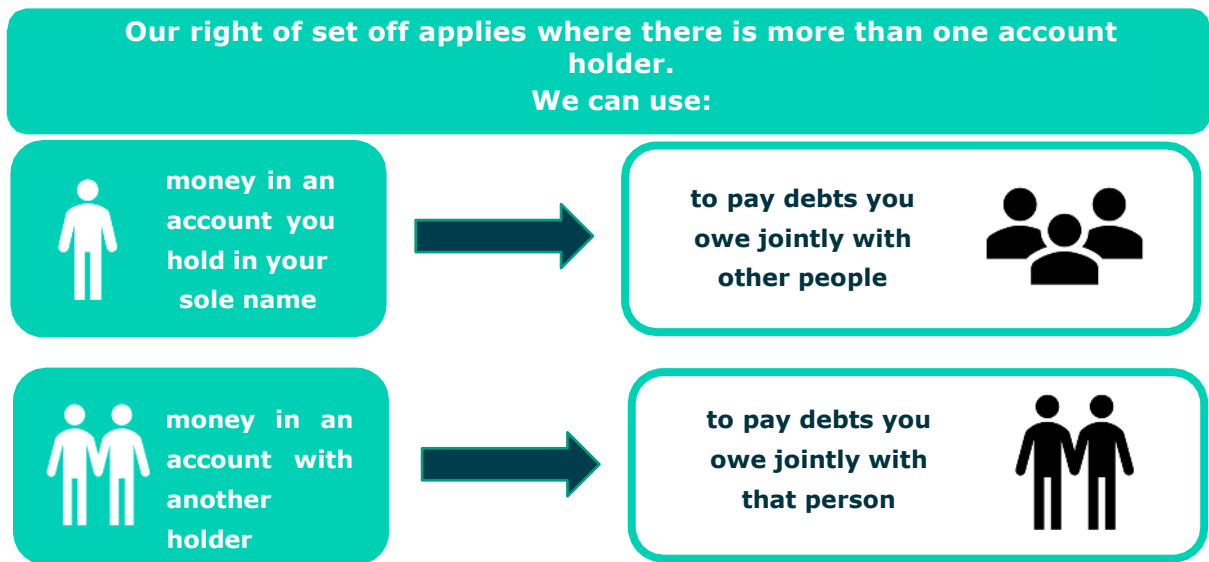 Our right of set off applies where there is more than one account
holder.
We can use:
money in an
account you
hold in your
sole name
to pay debts you
owe jointly with
other people
money in an
account with
another
holder
to pay debts you
owe jointly with
that person